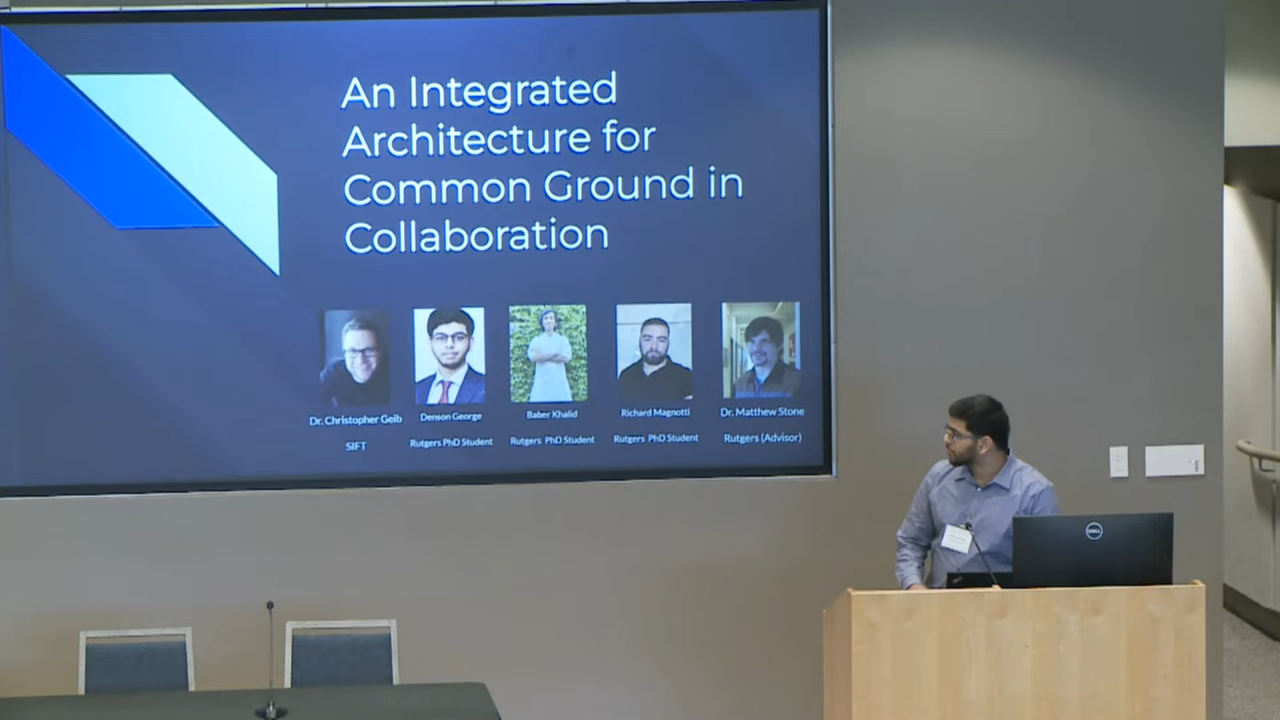 An Integrated
Architecture for
Common Ground in
Collaboration
Dr. Christopher Geib
SIFT
Denson George
Rutgers PhD Student
Baber Khalid
Rutgers PhD Student
Richard Magnotti
Rutgers PhD Student
Dr. Matthew Stone
Rutgers (Advisor)
DELL